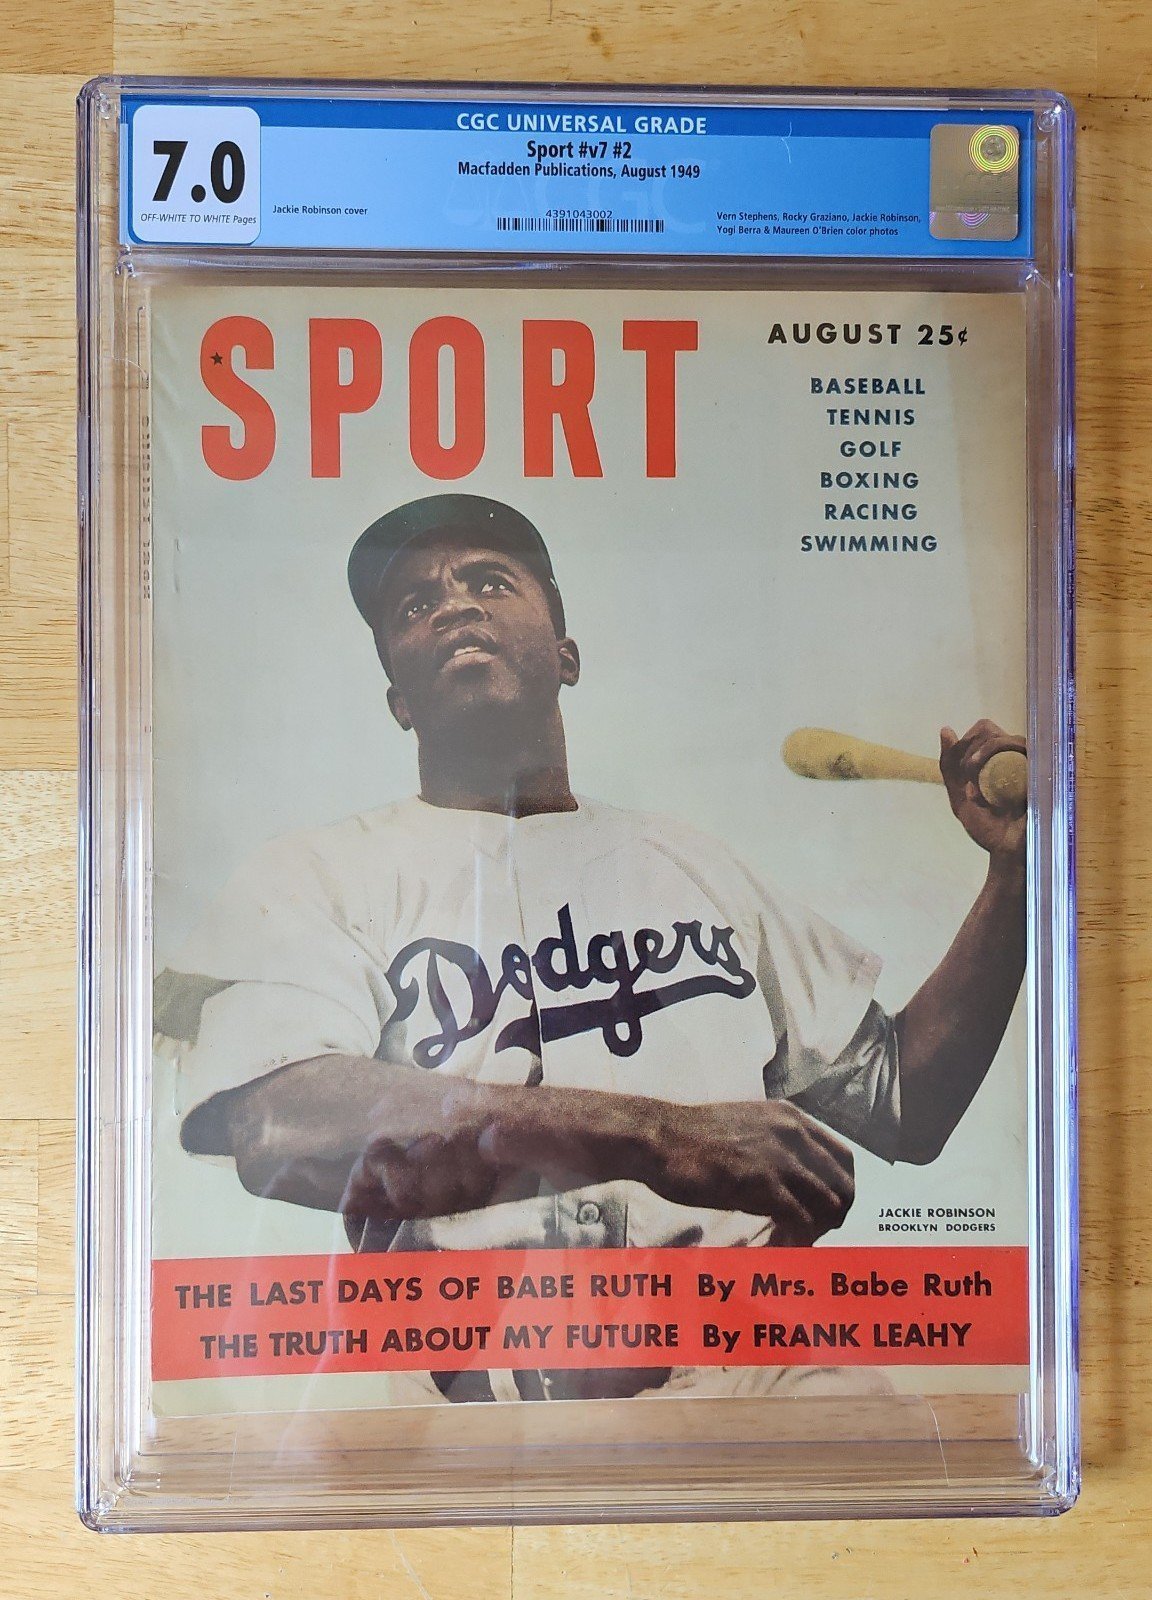 CGC UNIVERSAL GRADE
7.0
OFF-WHITE TO WHITE Pages
Sport #v7 #2
Macfadden Publications, August 1949
Jackie Robinson cover
4391043002
Vern Stephens, Rocky Graziano, Jackie Robinson,
Yogi Berra & Maureen O'Brien color photos
SPORT
AUGUST 25¢
BASEBALL
TENNIS
GOLF
BOXING
RACING
SWIMMING
Dodgers
JACKIE ROBINSON
BROOKLYN DODGERS
THE LAST DAYS OF BABE RUTH By Mrs. Babe Ruth
THE TRUTH ABOUT MY FUTURE By FRANK LEAHY